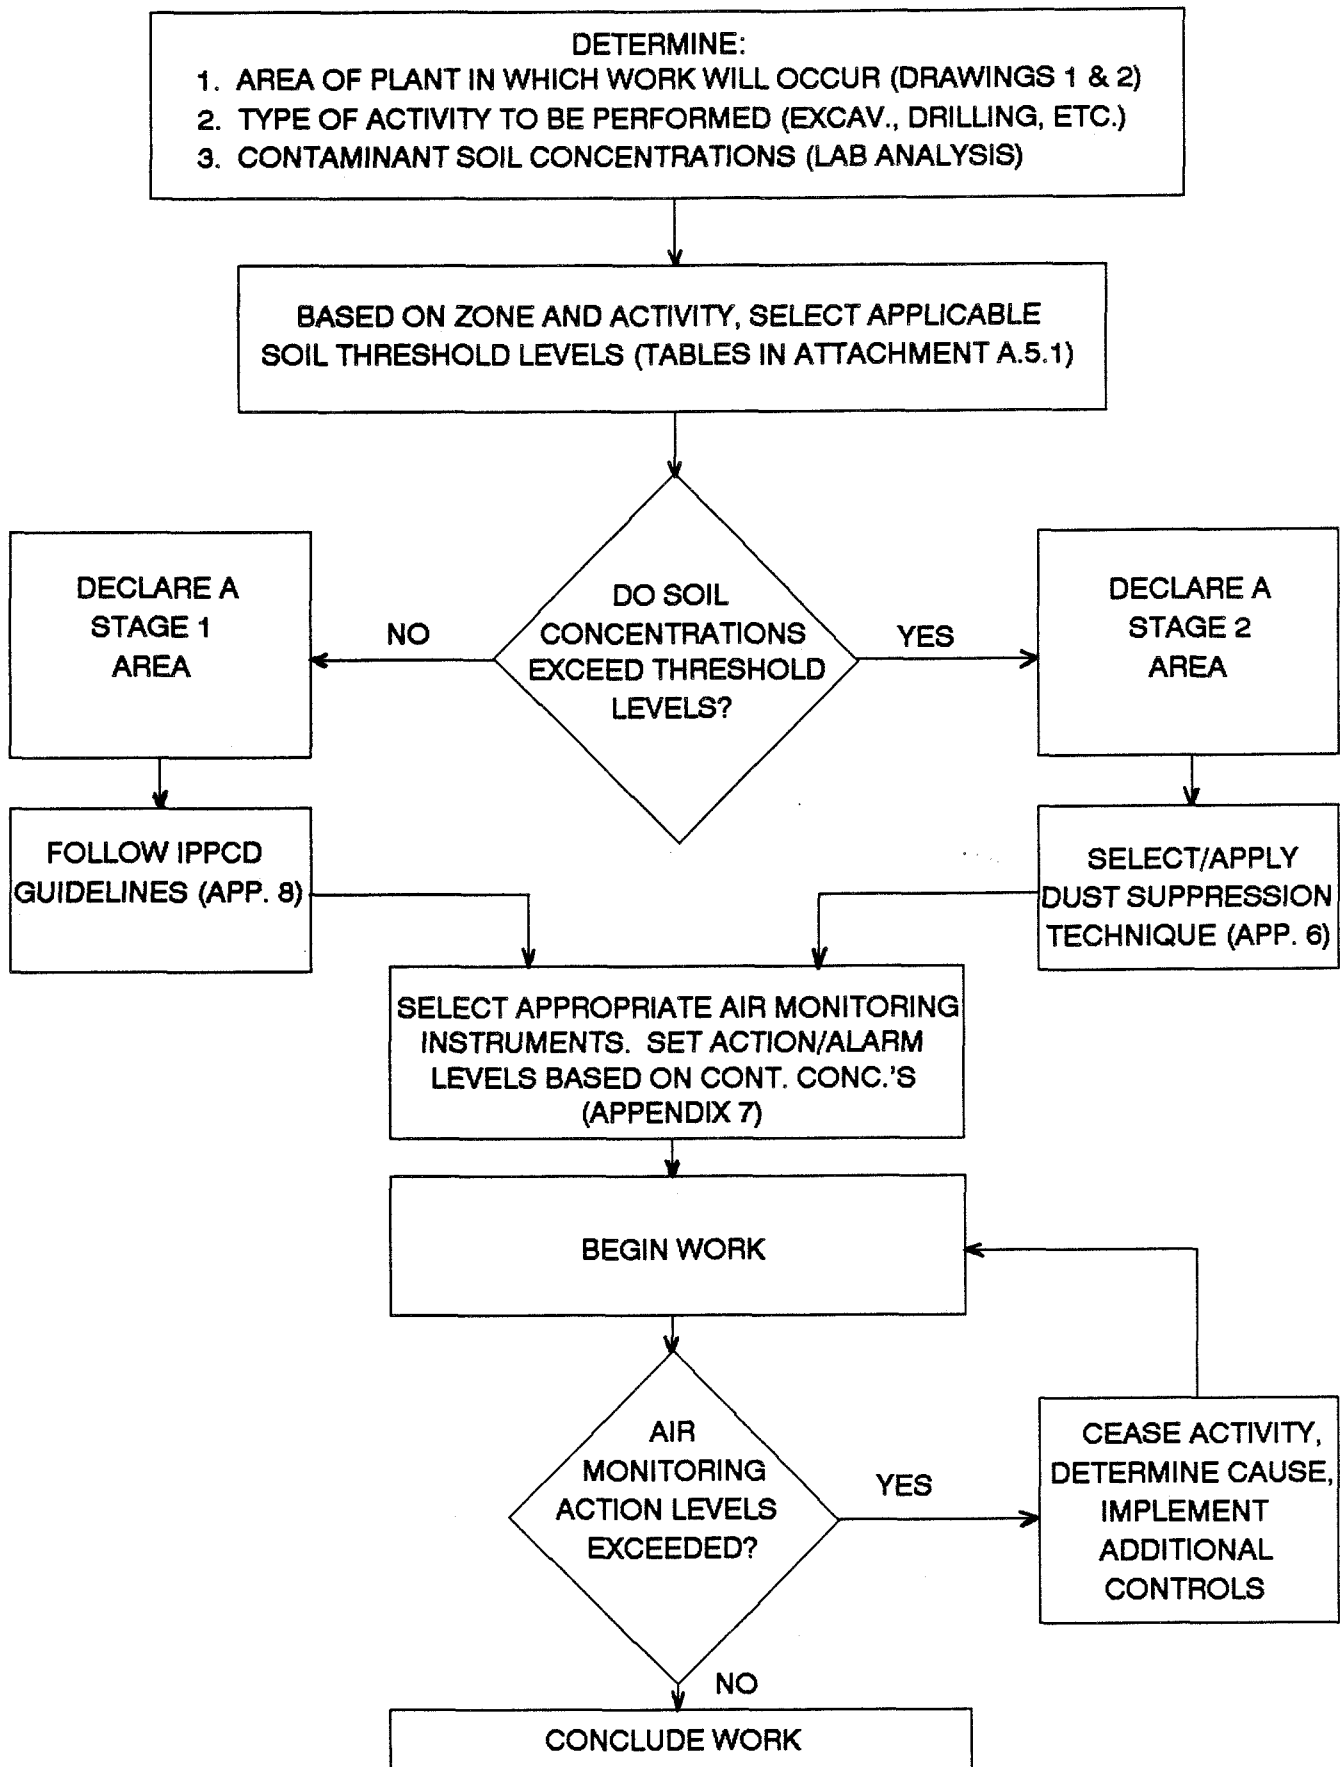 DETERMINE:
1. AREA OF PLANT IN WHICH WORK WILL OCCUR (DRAWINGS 1 & 2)
2. TYPE OF ACTIVITY TO BE PERFORMED (EXCAV., DRILLING, ETC.)
3. CONTAMINANT SOIL CONCENTRATIONS (LAB ANALYSIS)
BASED ON ZONE AND ACTIVITY, SELECT APPLICABLE
SOIL THRESHOLD LEVELS (TABLES IN ATTACHMENT A.5.1)
DO SOIL
CONCENTRATIONS
EXCEED THRESHOLD
LEVELS?
NO
DECLARE A
STAGE 1
AREA
FOLLOW IPPCD
GUIDELINES (APP. 8)
YES
DECLARE A
STAGE 2
AREA
SELECT/APPLY
DUST SUPPRESSION
TECHNIQUE (APP. 6)
SELECT APPROPRIATE AIR MONITORING
INSTRUMENTS. SET ACTION/ALARM
LEVELS BASED ON CONT. CONC.'S
(APPENDIX 7)
BEGIN WORK
AIR
MONITORING
ACTION LEVELS
EXCEEDED?
YES
CEASE ACTIVITY,
DETERMINE CAUSE,
IMPLEMENT
ADDITIONAL
CONTROLS
NO
CONCLUDE WORK